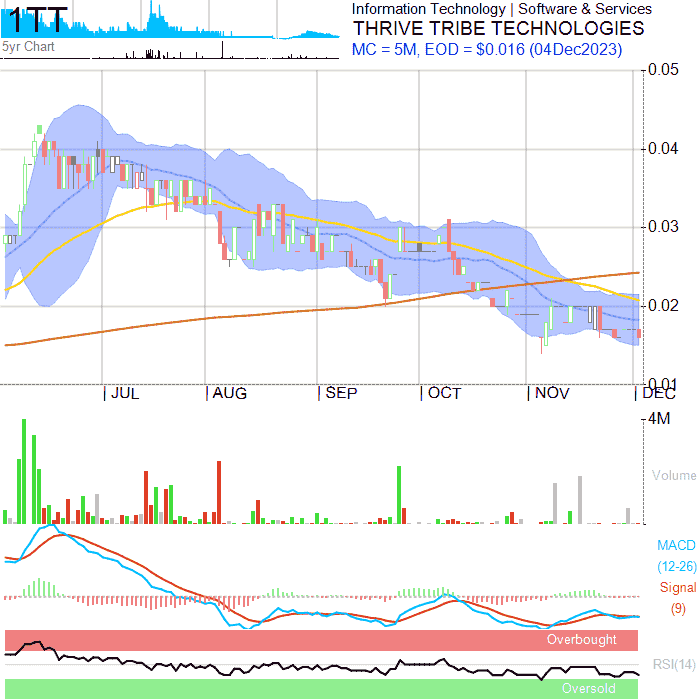 1TT
Information Technology | Software & Services
THRIVE TRIBE TECHNOLOGIES
5yr Chart
MC = 5M, EOD = $0.016 (04Dec2023)
0.05
0.04
0.03
0.02
0.01
JUL
AUG
SEP
OCT
NOV
DEC
4M
Volume
MACD
(12-26)
Signal
(9)
Overbought
RSI(14)
Oversold